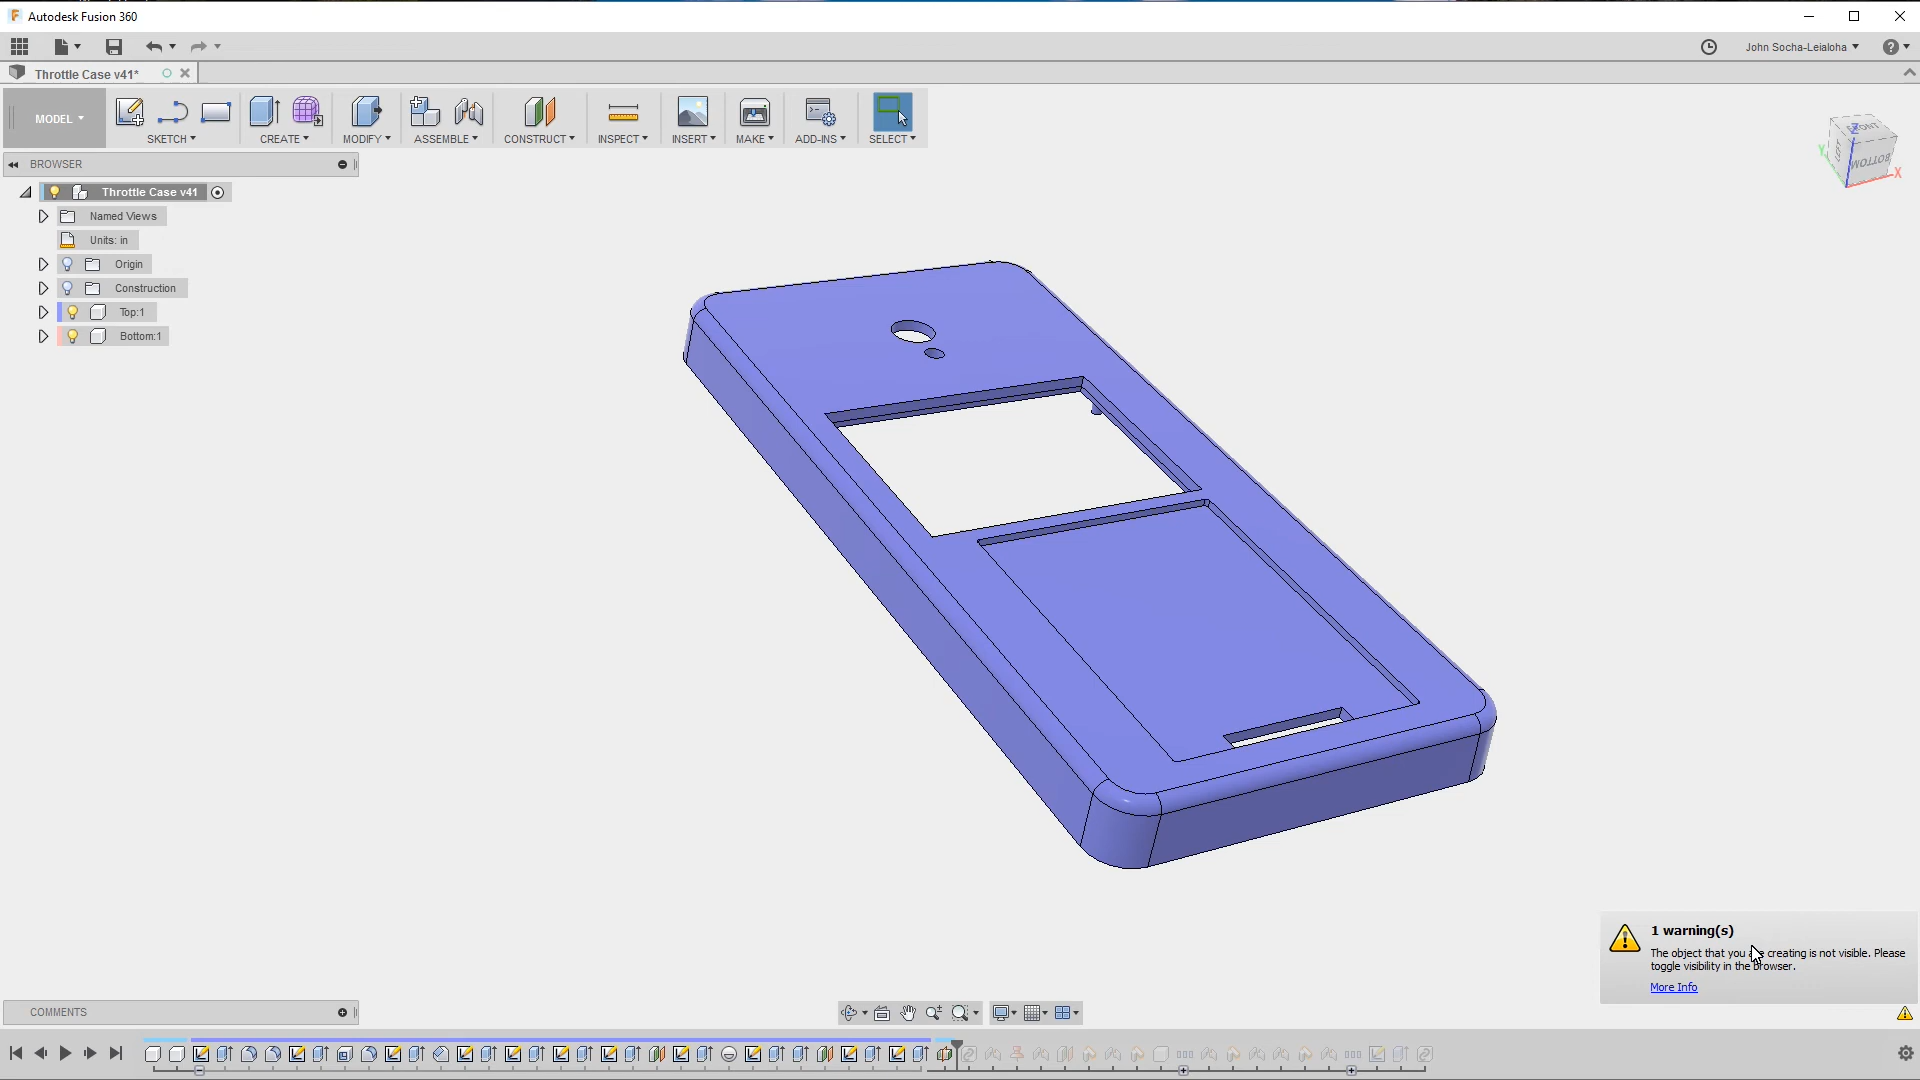 Autodesk Fusion 360
John Socha-Leialoha
Throttle Case v41*
MODEL
SKETCH
CREATE
MODIFY
ASSEMBLE
CONSTRUCT
INSPECT
INSERT
MAKE
ADD-INS
SELECT
BROWSER
Throttle Case v41
Named Views
Units: in
Origin
Construction
Top:1
Bottom:1
FRONT
BOTTOM
Z
Y
X
1 warning(s)
The object that you are creating is not visible. Please
toggle visibility in the browser.
More Info
COMMENTS